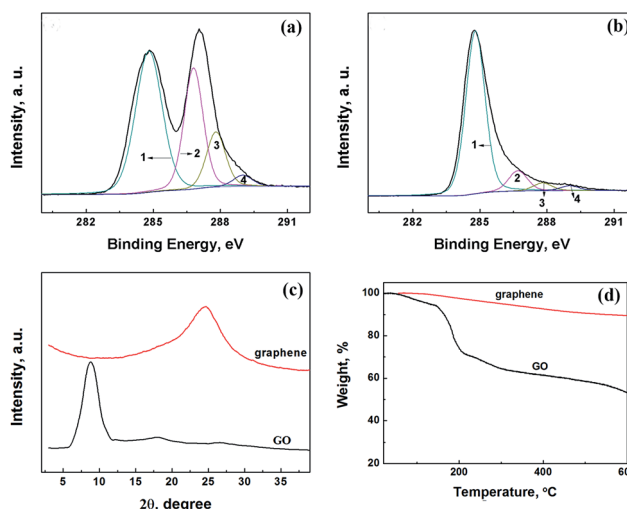 (a)
Intensity, a. u.
1
2
3
4
282 285 288 291
Binding Energy, eV
(b)
Intensity, a. u.
1
2
3
4
282 285 288 291
Binding Energy, eV
(c)
Intensity, a.u.
graphene
GO
5 10 15 20 25 30 35
2θ, degree
(d)
Weight, %
100
80
60
40
20
graphene
GO
200 400 600
Temperature, °C